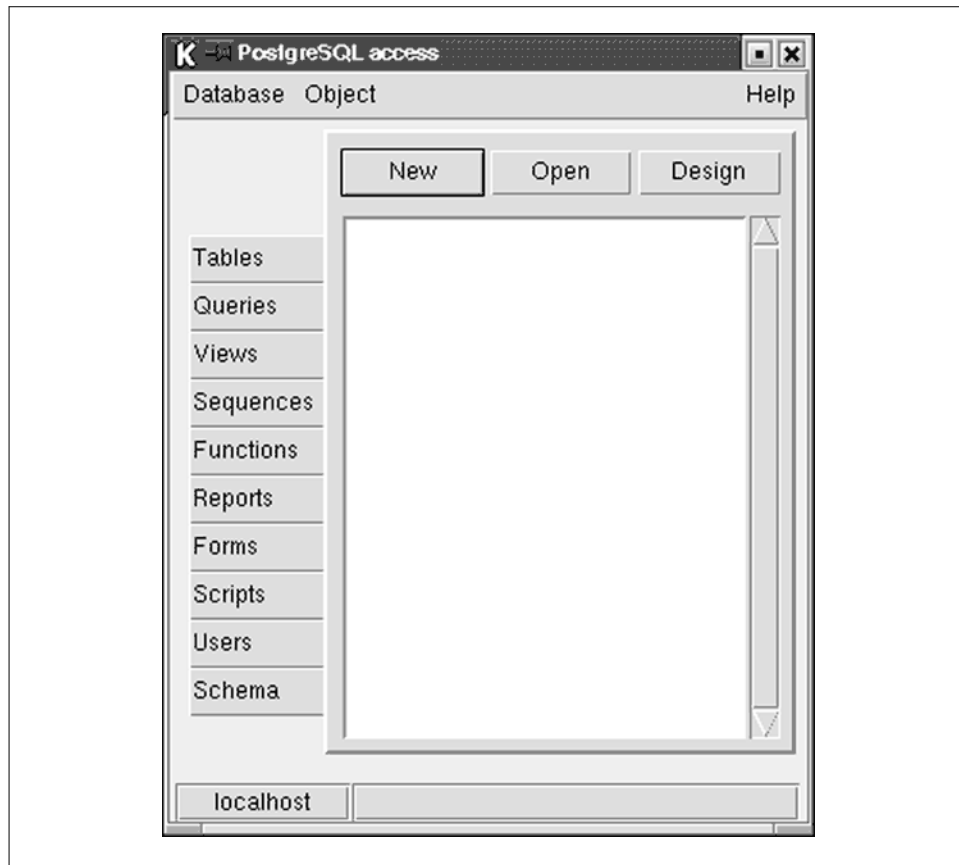 PostgreSQL access
Database Object Help
New Open Design
Tables
Queries
Views
Sequences
Functions
Reports
Forms
Scripts
Users
Schema
localhost